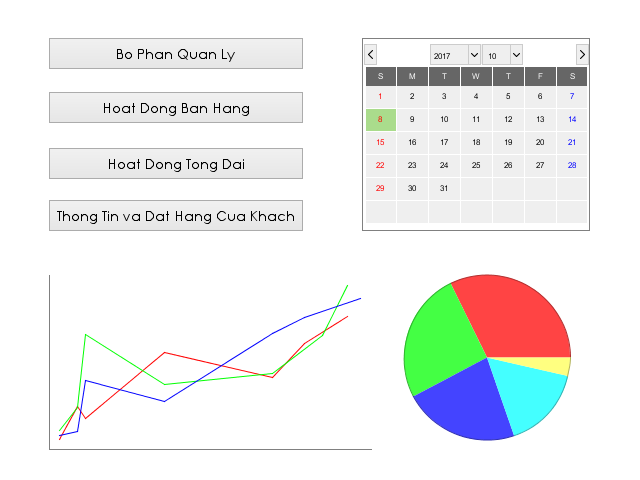 Bo Phan Quan Ly
Hoat Dong Ban Hang
Hoat Dong Tong Dai
Thong Tin va Dat Hang Cua Khach
2017 10
S M T W T F S
1 2 3 4 5 6 7
8 9 10 11 12 13 14
15 16 17 18 19 20 21
22 23 24 25 26 27 28
29 30 31